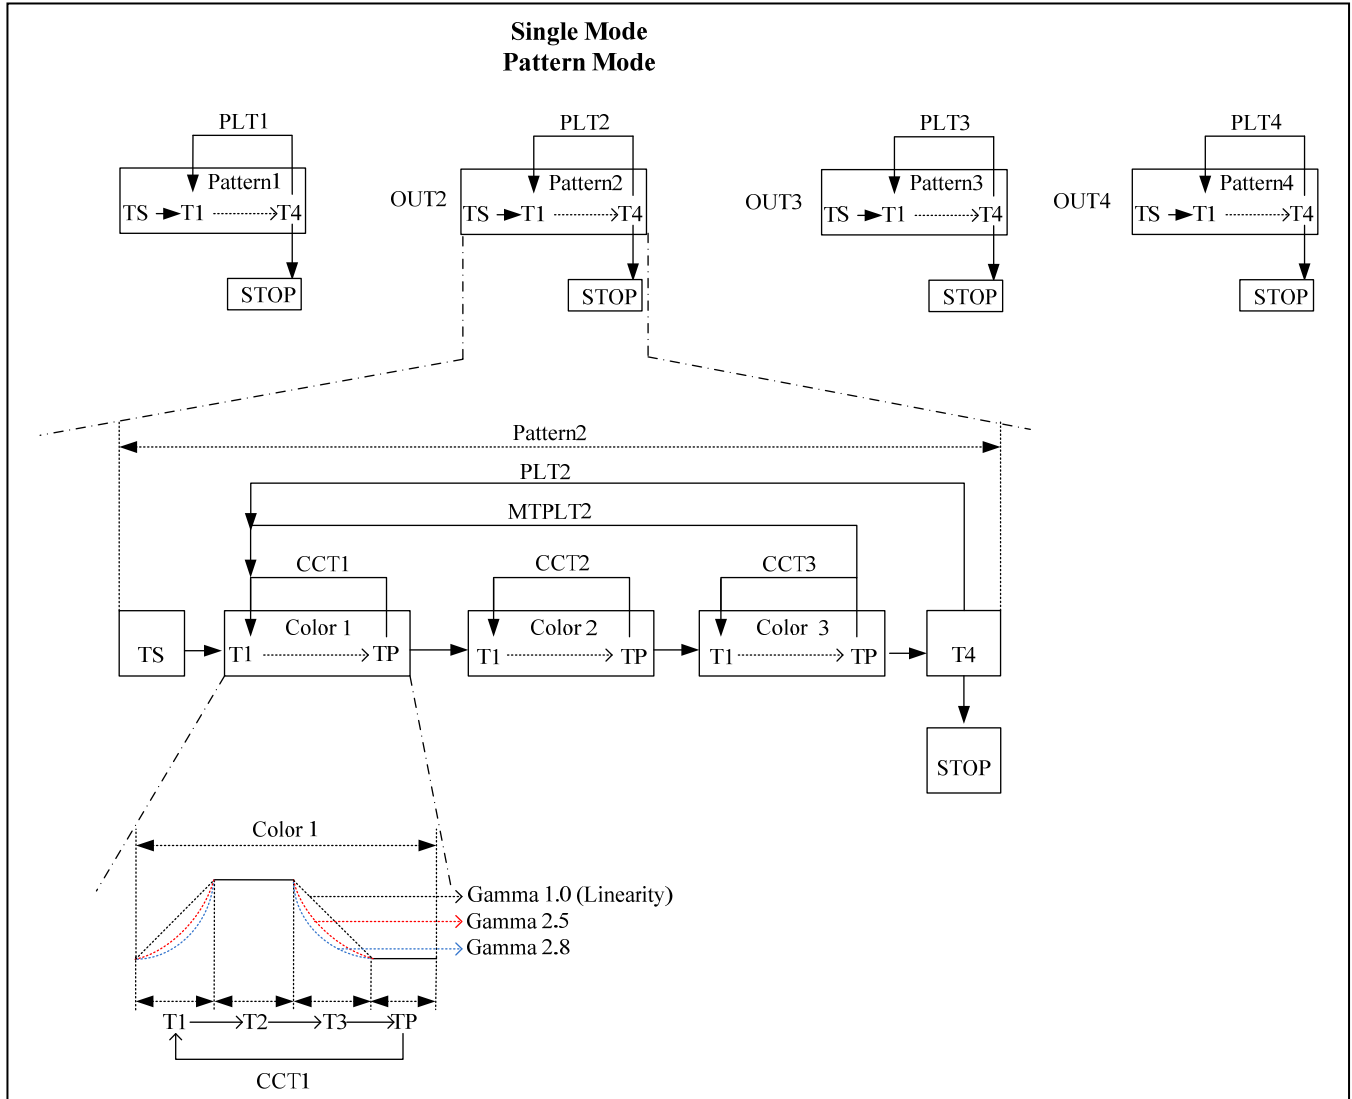 Single Mode
Pattern Mode
PLT1
PLT2
PLT3
PLT4
Pattern1
TS T1 T4
STOP
OUT2
Pattern2
TS T1 T4
STOP
OUT3
Pattern3
TS T1 T4
STOP
OUT4
Pattern4
TS T1 T4
STOP
Pattern2
PLT2
MTPLT2
CCT1
CCT2
CCT3
TS
Color 1
T1 TP
Color 2
T1 TP
Color 3
T1 TP
T4
STOP
Color 1
Gamma 1.0 (Linearity)
Gamma 2.5
Gamma 2.8
T1 T2 T3 TP
CCT1